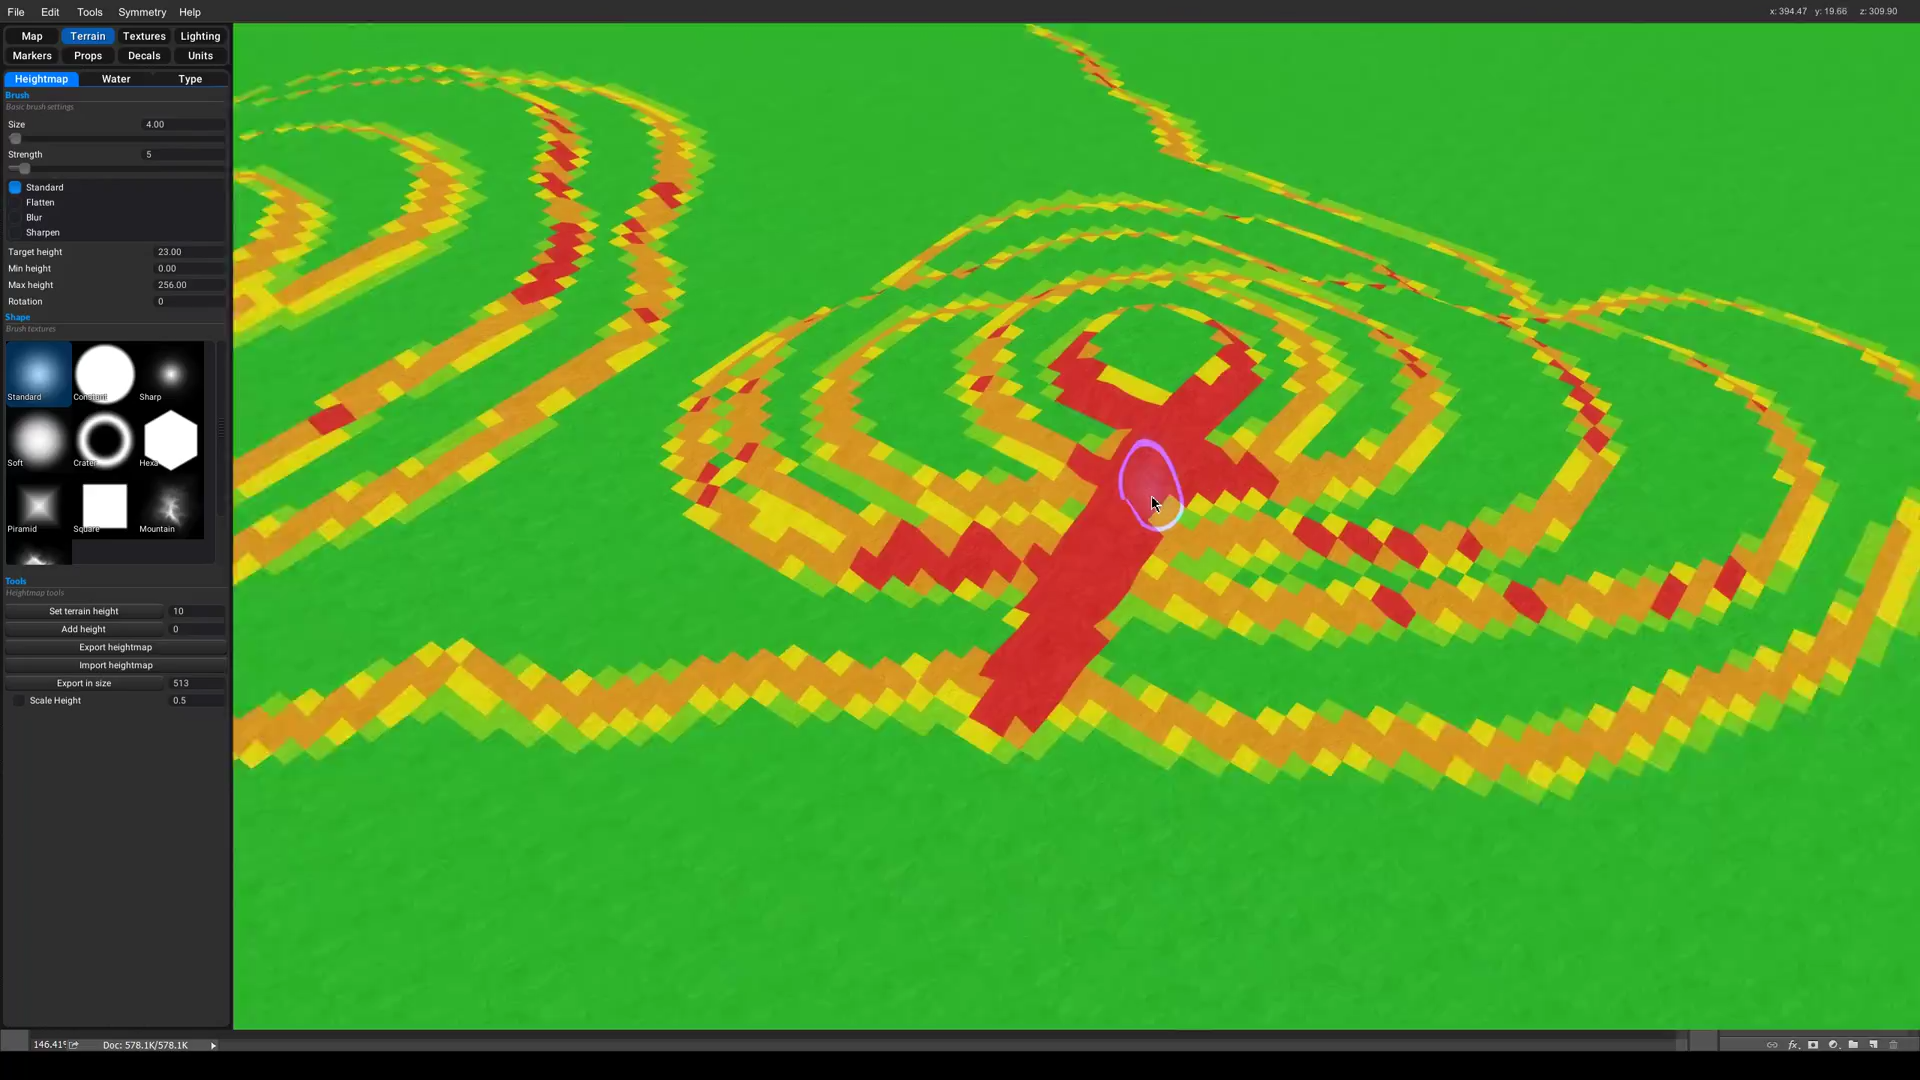 File Edit Tools Symmetry Help
x: 394.47 y: 19.66 z: 309.90
Map Terrain Textures Lighting
Markers Props Decals Units
Heightmap Water Type
Brush
Basic brush settings
Size 4.00
Strength 5
Standard
Flatten
Blur
Sharpen
Target height 23.00
Min height 0.00
Max height 256.00
Rotation 0
Shape
Brush textures
Standard Constant Sharp
Soft Crater Hexa
Piramid Square Mountain
Tools
Heightmap tools
Set terrain height 10
Add height 0
Export heightmap
Import heightmap
Export in size 513
Scale Height 0.5
Doc: 578.1K/578.1K
fx